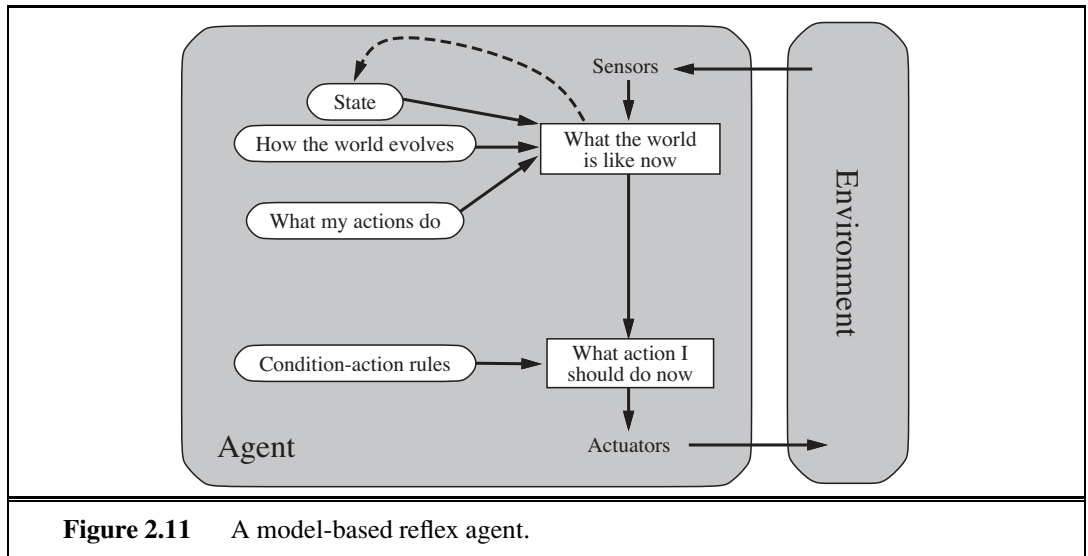 Sensors
State
What the world
is like now
How the world evolves
What my actions do
Environment
Condition-action rules
What action I
should do now
Agent
Actuators
Figure 2.11 A model-based reflex agent.